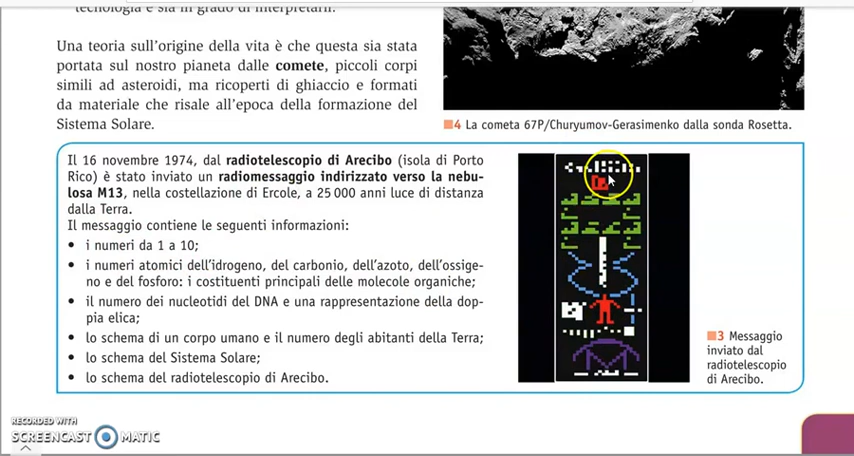 tecnologia e sia in grado di interpretarli.
Una teoria sull'origine della vita è che questa sia stata
portata sul nostro pianeta dalle comete, piccoli corpi
simili ad asteroidi, ma ricoperti di ghiaccio e formati
da materiale che risale all'epoca della formazione del
Sistema Solare.
4 La cometa 67P/Churyumov-Gerasimenko dalla sonda Rosetta.
Il 16 novembre 1974, dal radiotelescopio di Arecibo (isola di Porto
Rico) è stato inviato un radiomessaggio indirizzato verso la nebu-
losa M13, nella costellazione di Ercole, a 25 000 anni luce di distanza
dalla Terra.
Il messaggio contiene le seguenti informazioni:
• i numeri da 1 a 10;
• i numeri atomici dell'idrogeno, del carbonio, dell'azoto, dell'ossige-
no e del fosforo: i costituenti principali delle molecole organiche;
• il numero dei nucleotidi del DNA e una rappresentazione della dop-
pia elica;
• lo schema di un corpo umano e il numero degli abitanti della Terra;
• lo schema del Sistema Solare;
• lo schema del radiotelescopio di Arecibo.
3 Messaggio
inviato dal
radiotelescopio
di Arecibo.
RECORDED WITH
SCREENCAST MATIC